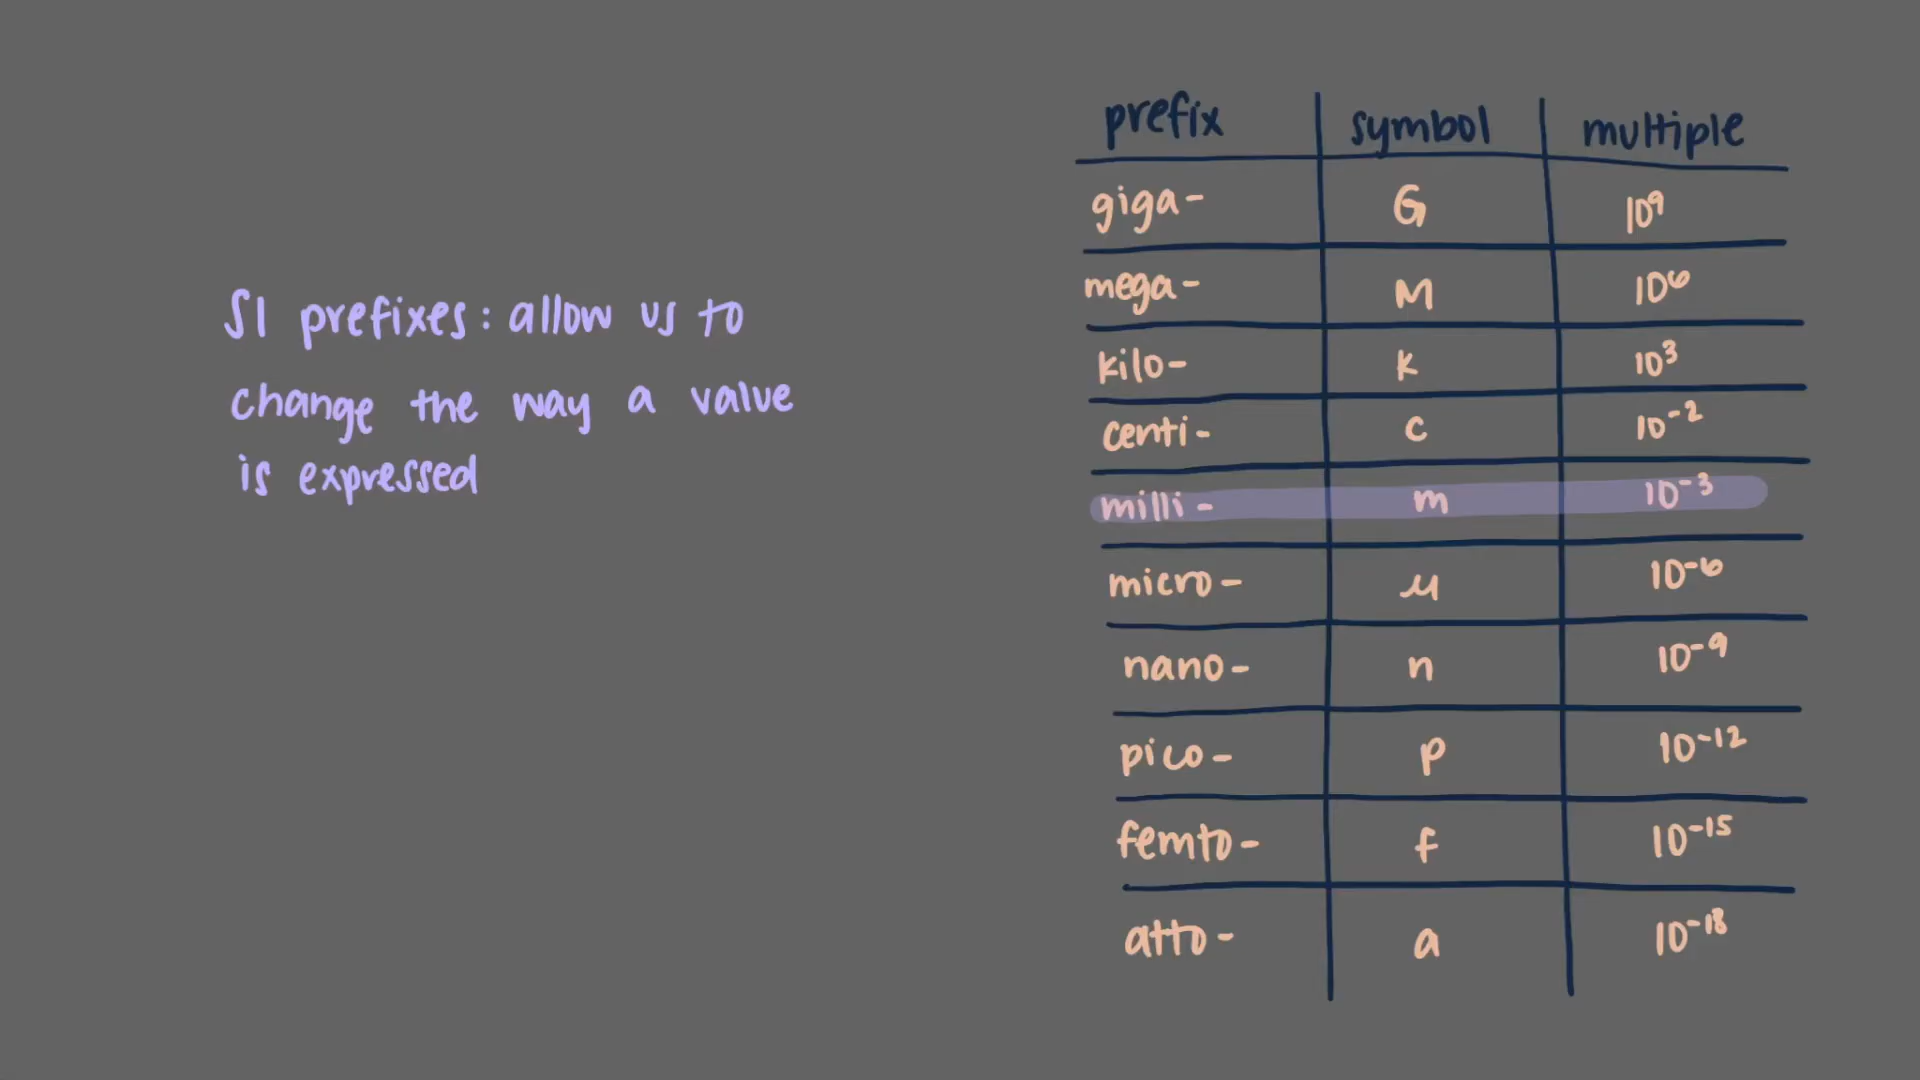 SI prefixes: allow us to
change the way a value
is expressed
prefix symbol multiple
giga- G 10⁹
mega- M 10⁶
kilo- k 10³
centi- c 10⁻²
milli- m 10⁻³
micro- μ 10⁻⁶
nano- n 10⁻⁹
pico- p 10⁻¹²
femto- f 10⁻¹⁵
atto- a 10⁻¹⁸